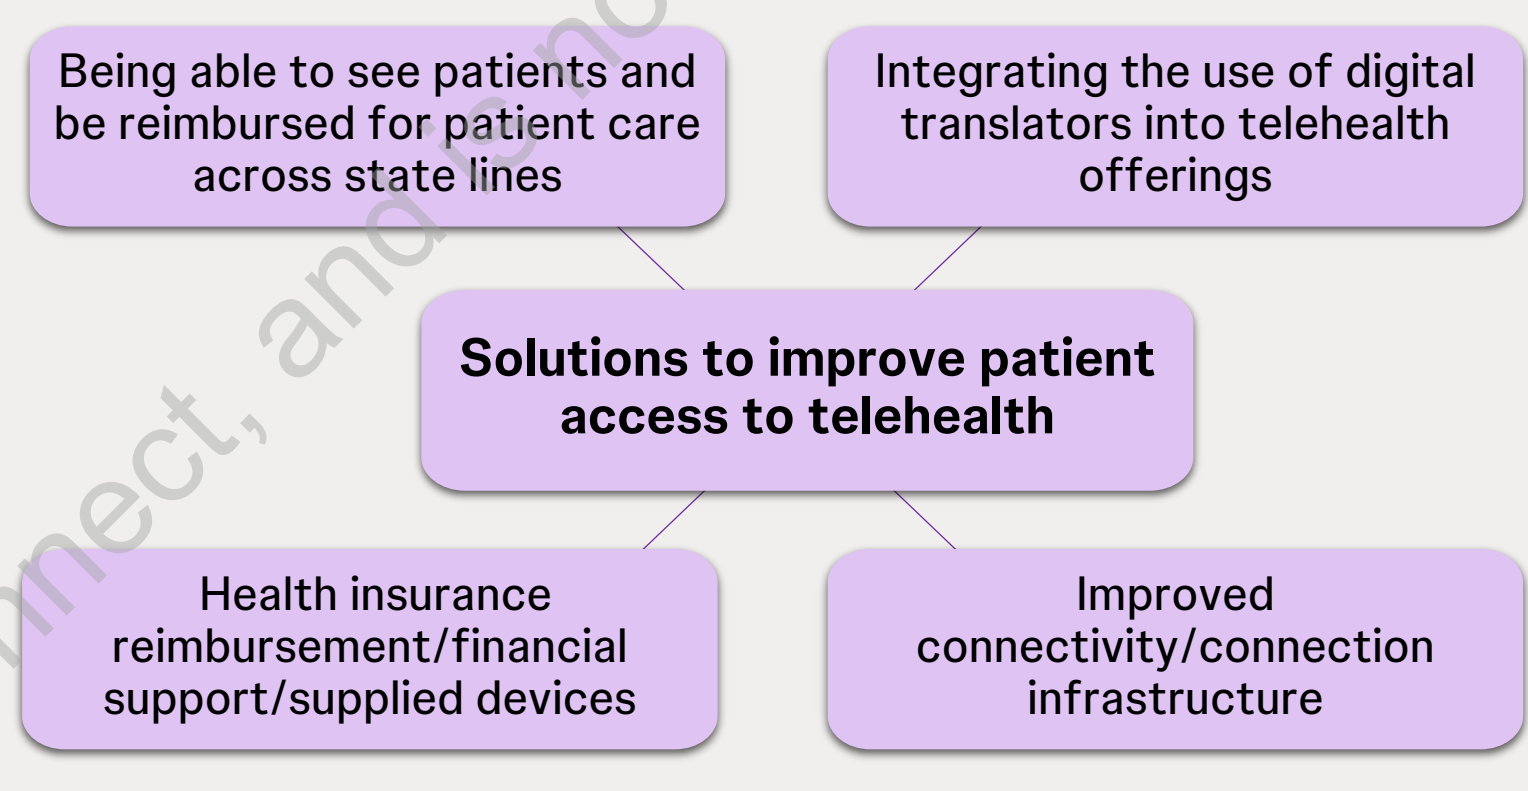 Being able to see patients and
be reimbursed for patient care
across state lines
Integrating the use of digital
translators into telehealth
offerings
Solutions to improve patient
access to telehealth
Health insurance
reimbursement/financial
support/supplied devices
Improved
connectivity/connection
infrastructure
and is